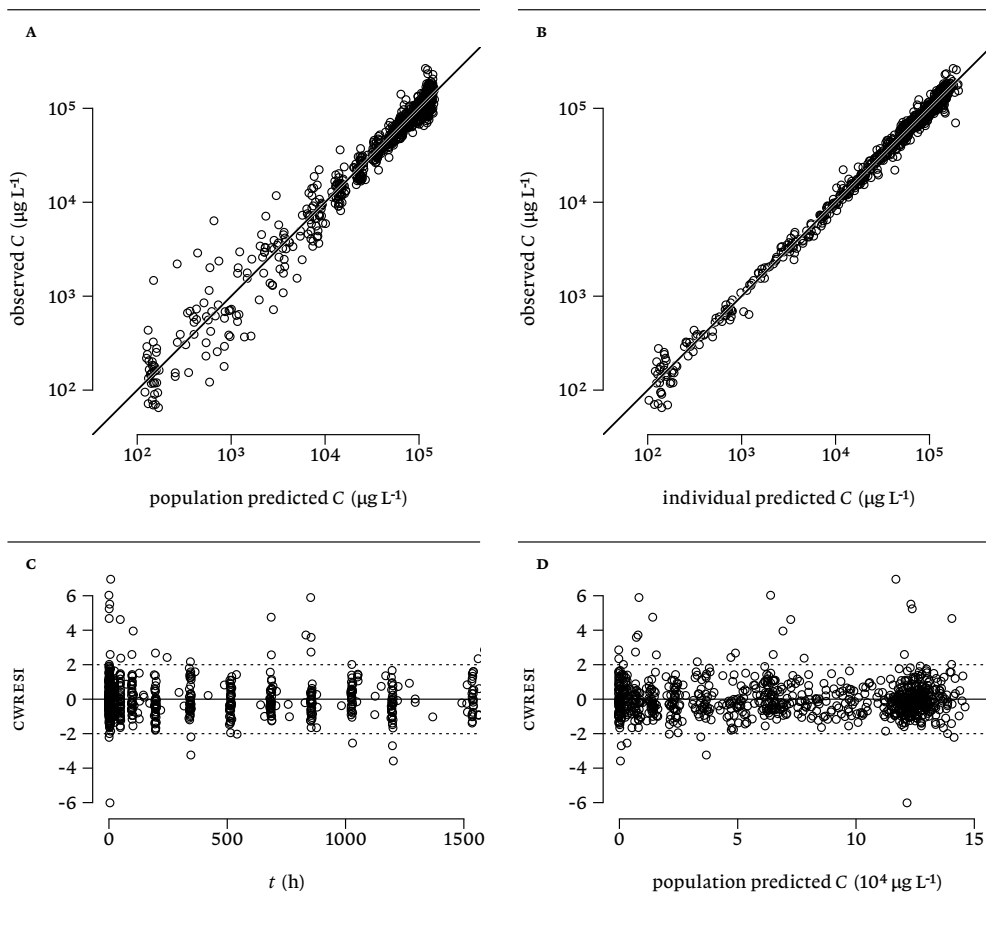 A
observed C (µg L-1)
10⁵
10⁴
10³
10²
10² 10³ 10⁴ 10⁵
population predicted C (µg L-1)
B
observed C (µg L-1)
10⁵
10⁴
10³
10²
10² 10³ 10⁴ 10⁵
individual predicted C (µg L-1)
C
CWRESI
6
4
2
0
-2
-4
-6
0 500 1000 1500
t (h)
D
CWRESI
6
4
2
0
-2
-4
-6
0 5 10 15
population predicted C (10⁴ µg L-1)